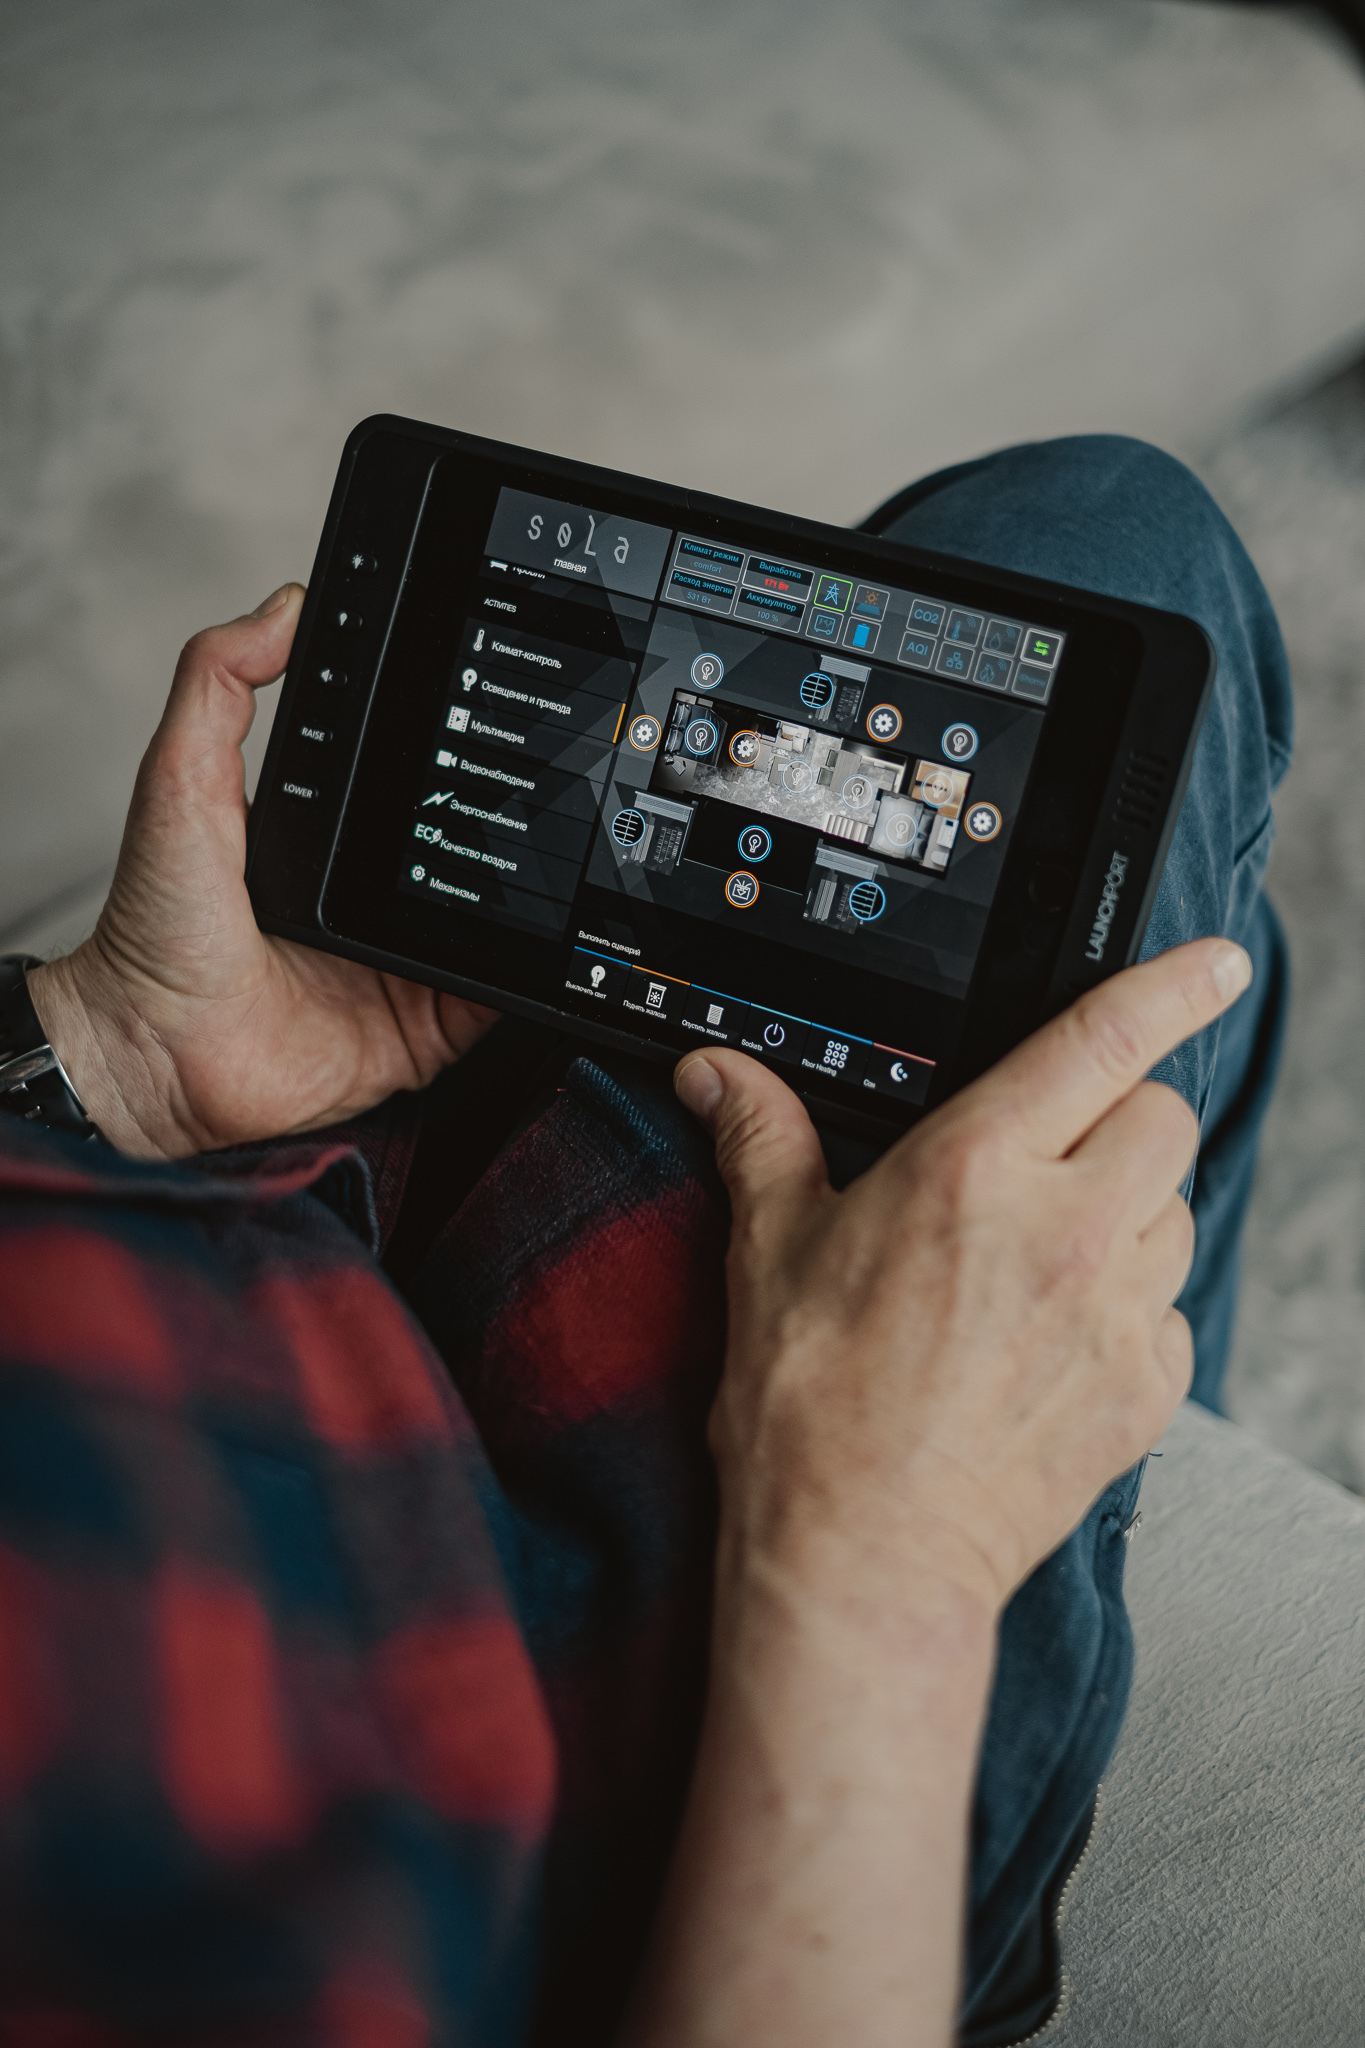 sola
главная
ACTIVITIES
Климат-контроль
Освещение и привода
Мультимедиа
Видеонаблюдение
Энергоснабжение
ECO Качество воздуха
Механизмы
Климат режим
comfort
Выработка
171 Вт
Расход энергии
531 Вт
Аккумулятор
100 %
CO2
AQI
Выполнить сценарий
Выключить свет
Поднять жалюзи
Опустить жалюзи
Sockets
Floor Heating
Сон
RAISE
LOWER
LAUNCHPORT